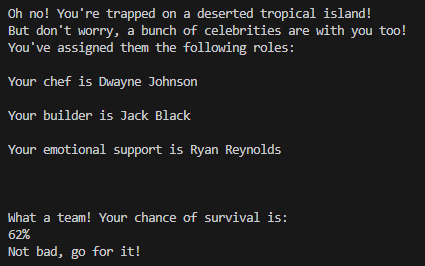 Oh no! You're trapped on a deserted tropical island!
But don't worry, a bunch of celebrities are with you too!
You've assigned them the following roles:
Your chef is Dwayne Johnson
Your builder is Jack Black
Your emotional support is Ryan Reynolds
What a team! Your chance of survival is:
62%
Not bad, go for it!